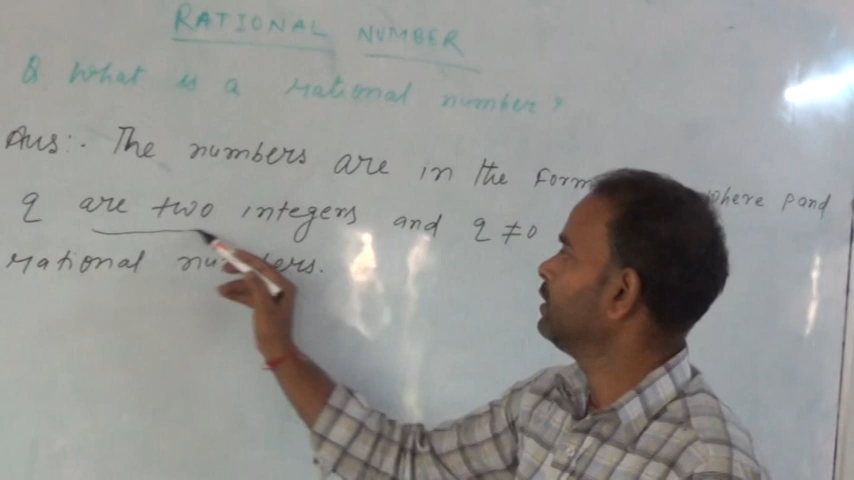 RATIONAL NUMBER
Q What is a rational number?
Ans:- The numbers are in the form where p and
q are two integers and q ≠ 0
rational numbers.